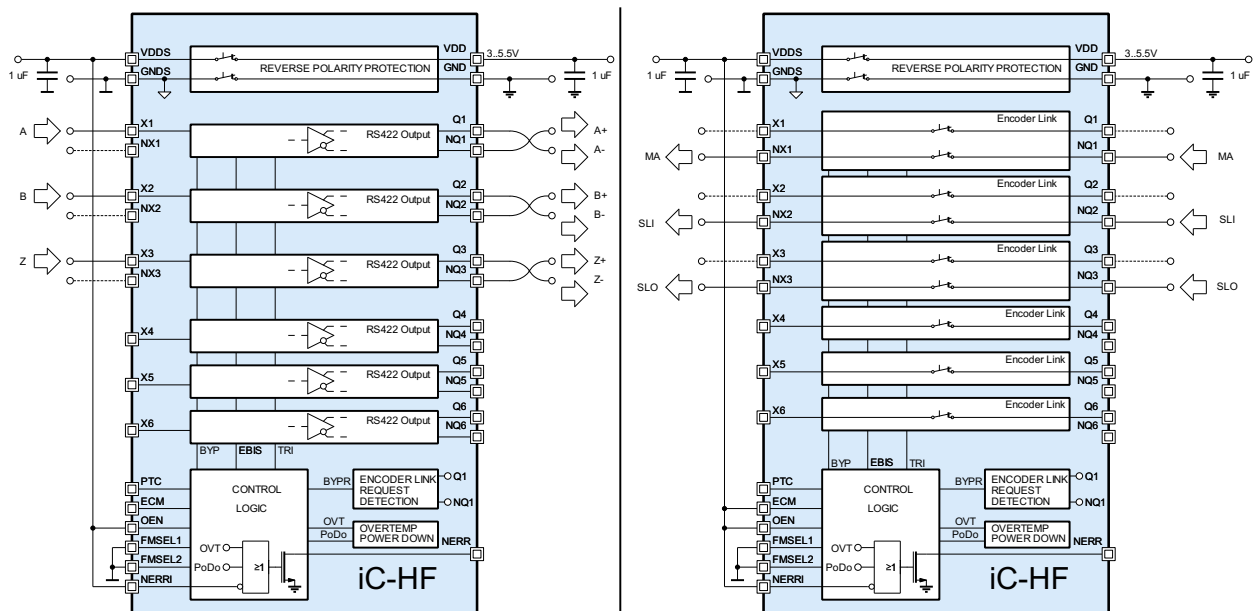 VDDS
VDD
3..5.5V
GNDS
REVERSE POLARITY PROTECTION
GND
1 uF
1 uF
X1
RS422 Output
Q1
A
A+
NX1
NQ1
A-
X2
RS422 Output
Q2
B
B+
NX2
NQ2
B-
X3
RS422 Output
Q3
Z
Z+
NX3
NQ3
Z-
X4
RS422 Output
Q4
NQ4
X5
RS422 Output
Q5
NQ5
X6
RS422 Output
Q6
NQ6
BYP EBIS TRI
PTC
CONTROL
LOGIC
BYPR
ENCODER LINK
REQUEST
DETECTION
Q1
NQ1
ECM
OEN
OVT
PoDo
OVERTEMP
POWER DOWN
FMSEL1
OVT
NERR
FMSEL2
PoDo
≥1
NERRI
iC-HF
VDDS
VDD
3..5.5V
GNDS
REVERSE POLARITY PROTECTION
GND
1 uF
1 uF
X1
Encoder Link
Q1
MA
NX1
NQ1
MA
X2
Encoder Link
Q2
SLI
NX2
NQ2
SLI
X3
Encoder Link
Q3
SLO
NX3
NQ3
SLO
X4
Encoder Link
Q4
NQ4
X5
Encoder Link
Q5
NQ5
X6
Encoder Link
Q6
NQ6
BYP EBIS TRI
PTC
CONTROL
LOGIC
BYPR
ENCODER LINK
REQUEST
DETECTION
Q1
NQ1
ECM
OEN
OVT
PoDo
OVERTEMP
POWER DOWN
FMSEL1
OVT
NERR
FMSEL2
PoDo
≥1
NERRI
iC-HF